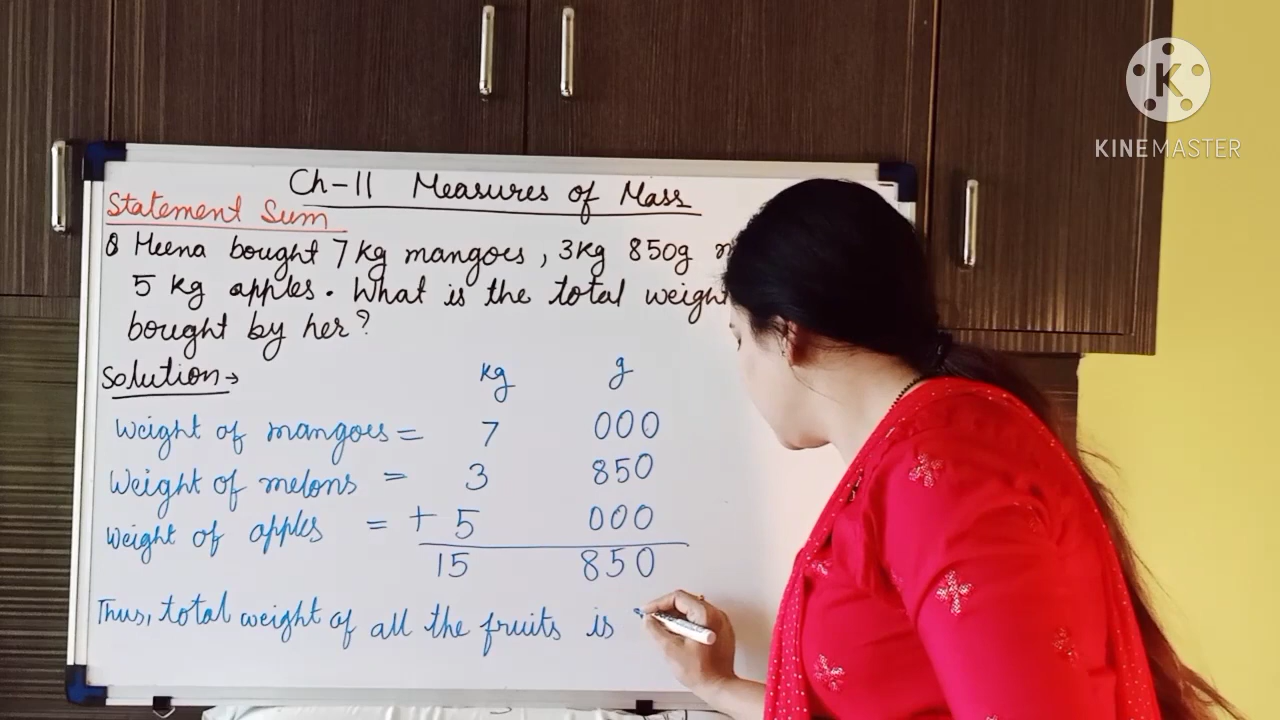 KINEMASTER
Ch-11 Measures of Mass
Statement Sum
Q Meena bought 7 kg mangoes, 3kg 850g
5 kg apples. What is the total weight
bought by her?
Solution→
kg g
Weight of mangoes = 7 000
Weight of melons = 3 850
Weight of apples = + 5 000
15 850
Thus, total weight of all the fruits is